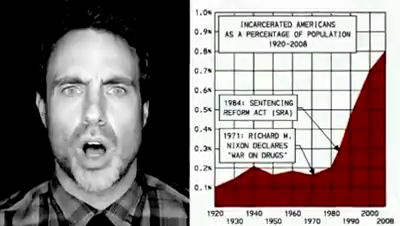 1.0%
INCARCERATED AMERICANS
AS A PERCENTAGE OF POPULATION
1920-2008
0.9%
0.8%
0.7%
0.6%
0.5%
1984: SENTENCING
REFORM ACT (SRA)
0.4%
1971: RICHARD M.
NIXON DECLARES
"WAR ON DRUGS"
0.3%
0.2%
0.1%
1920 1940 1960 1980 2000
1930 1950 1970 1990 2008